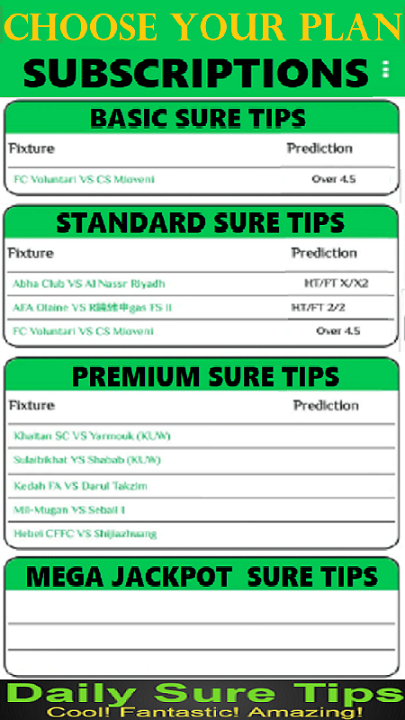 CHOOSE YOUR PLAN
SUBSCRIPTIONS
BASIC SURE TIPS
Fixture Prediction
FC Voluntari VS CS Mioveni Over 4.5
STANDARD SURE TIPS
Fixture Prediction
Abha Club VS Al Nassr Riyadh HT/FT X/X2
AFA Olaine VS FS II HT/FT 2/2
FC Voluntari VS CS Mioveni Over 4.5
PREMIUM SURE TIPS
Fixture Prediction
Khaitan SC VS Yarmouk (KUW)
Sulaibikhat VS Shabab (KUW)
Kedah FA VS Darul Takzim
Mil-Mugan VS Sebail 1
Hebei CFFC VS Shijiazhuang
MEGA JACKPOT SURE TIPS
Daily Sure Tips
Cool! Fantastic! Amazing!